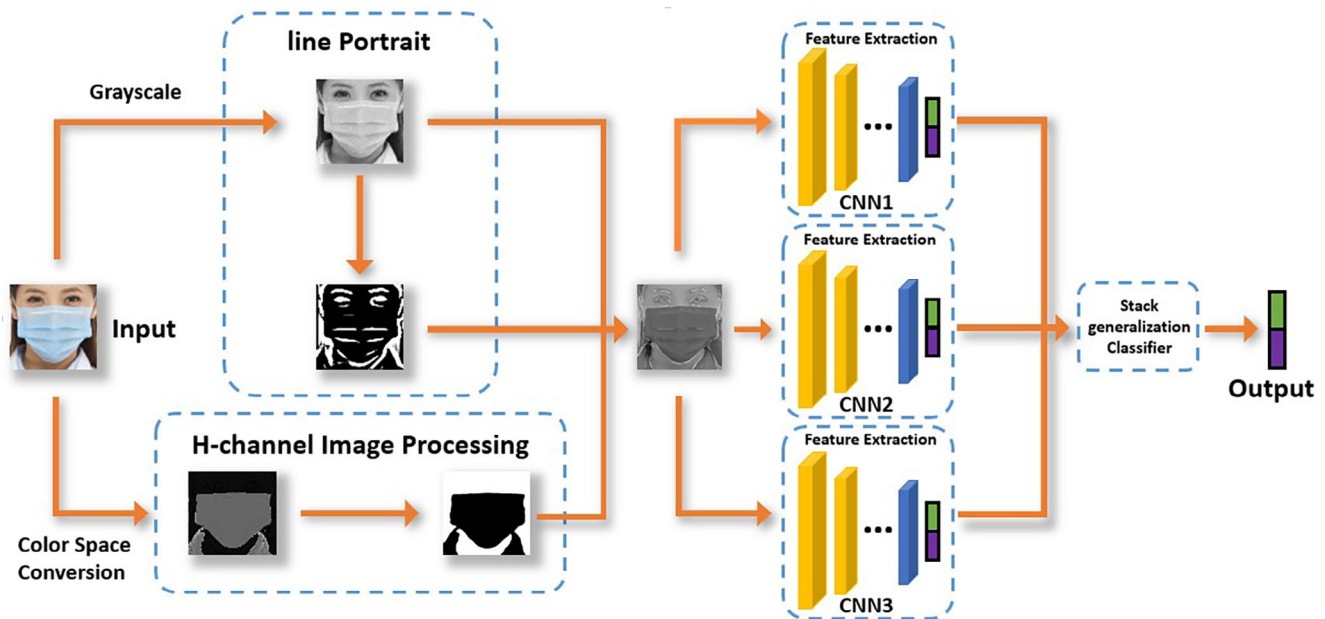 line Portrait
Grayscale
Input
H-channel Image Processing
Color Space
Conversion
Feature Extraction
CNN1
Feature Extraction
CNN2
Feature Extraction
CNN3
Stack
generalization
Classifier
Output